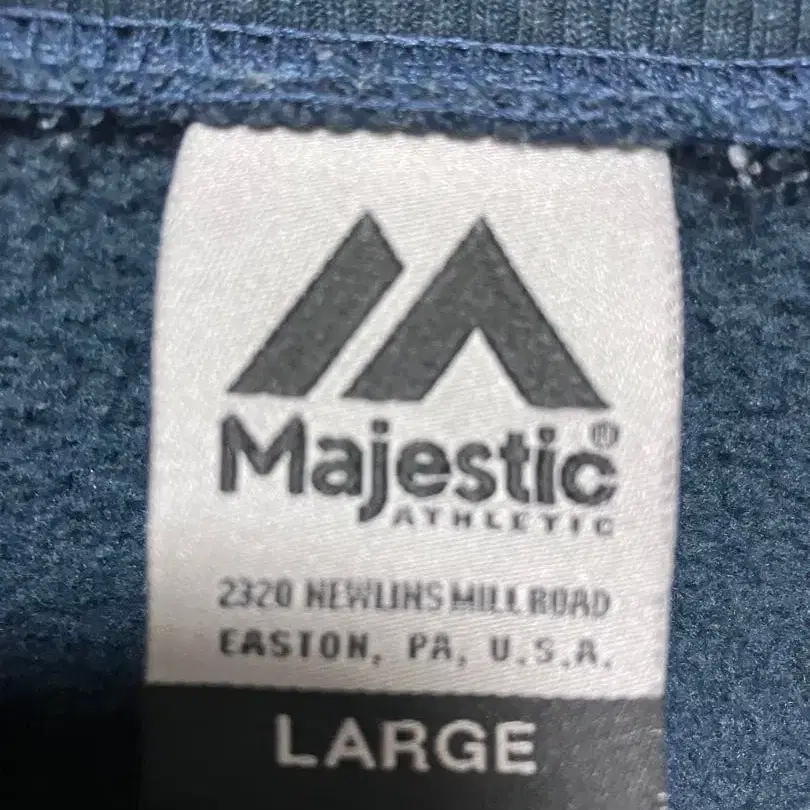 Majestic®
ATHLETIC
2320 NEWLINS MILL ROAD
EASTON, PA, U.S.A.
LARGE